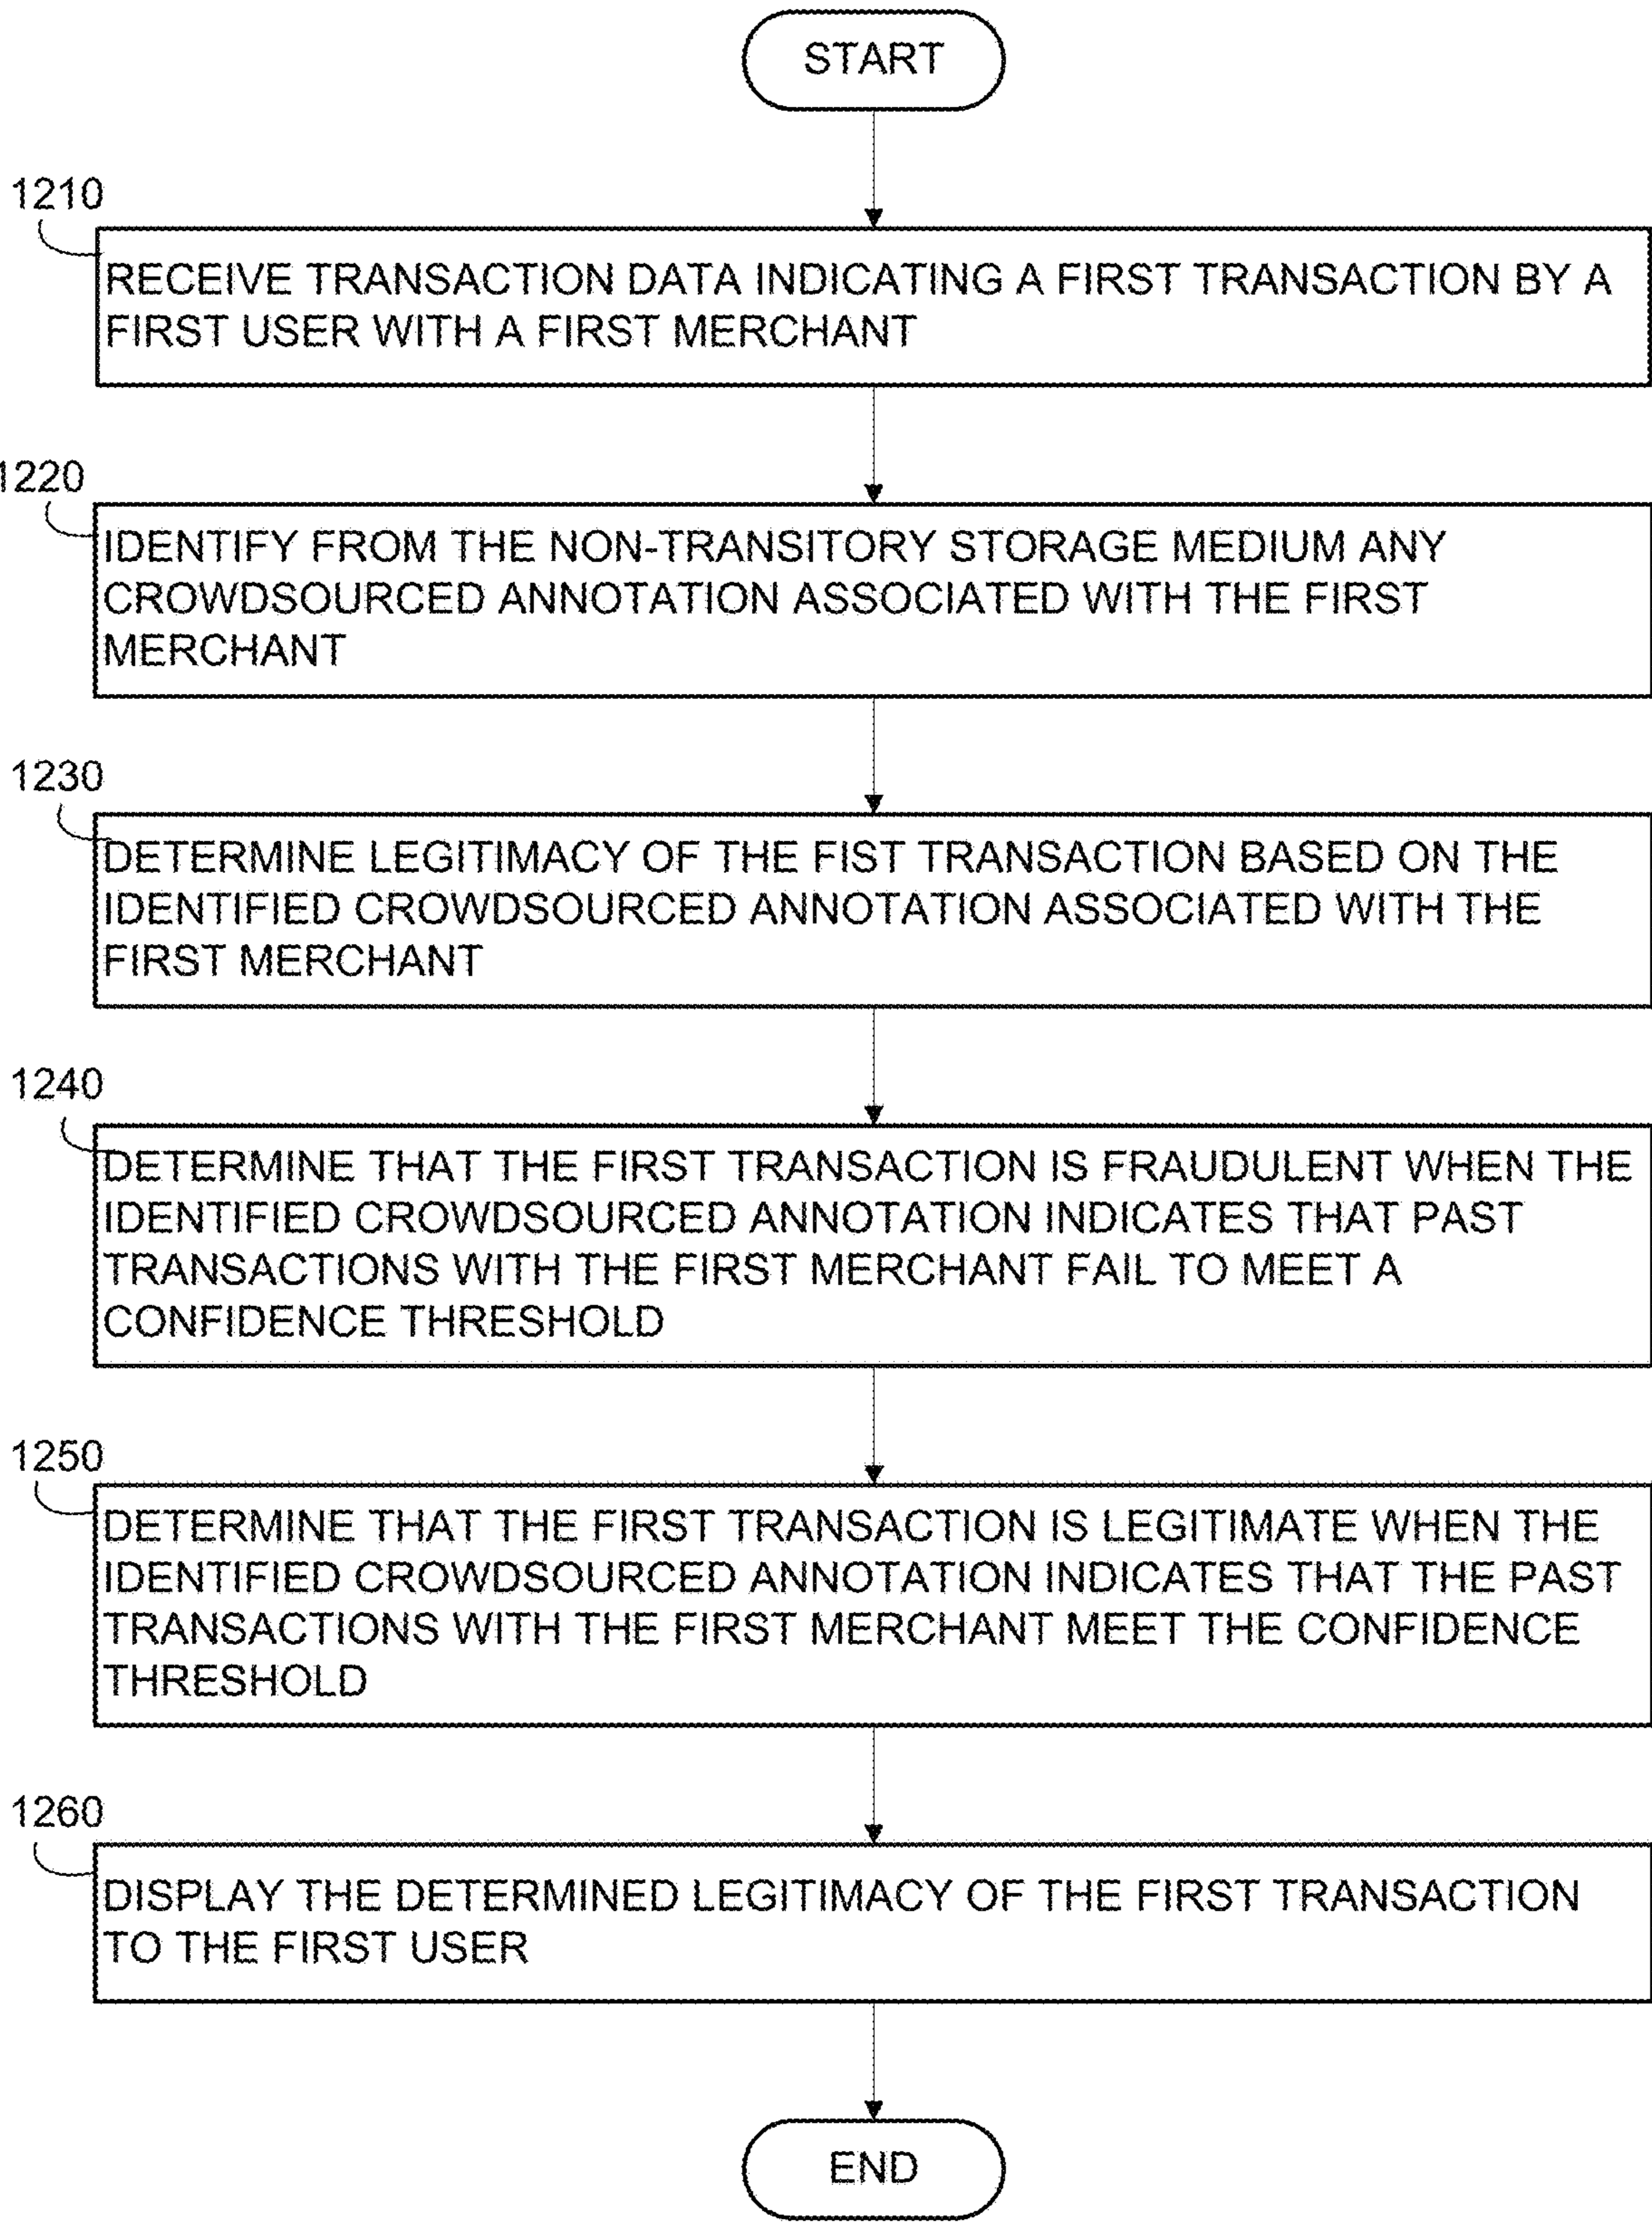 START
1210
RECEIVE TRANSACTION DATA INDICATING A FIRST TRANSACTION BY A
FIRST USER WITH A FIRST MERCHANT
1220
IDENTIFY FROM THE NON-TRANSITORY STORAGE MEDIUM ANY
CROWDSOURCED ANNOTATION ASSOCIATED WITH THE FIRST
MERCHANT
1230
DETERMINE LEGITIMACY OF THE FIST TRANSACTION BASED ON THE
IDENTIFIED CROWDSOURCED ANNOTATION ASSOCIATED WITH THE
FIRST MERCHANT
1240
DETERMINE THAT THE FIRST TRANSACTION IS FRAUDULENT WHEN THE
IDENTIFIED CROWDSOURCED ANNOTATION INDICATES THAT PAST
TRANSACTIONS WITH THE FIRST MERCHANT FAIL TO MEET A
CONFIDENCE THRESHOLD
1250
DETERMINE THAT THE FIRST TRANSACTION IS LEGITIMATE WHEN THE
IDENTIFIED CROWDSOURCED ANNOTATION INDICATES THAT THE PAST
TRANSACTIONS WITH THE FIRST MERCHANT MEET THE CONFIDENCE
THRESHOLD
1260
DISPLAY THE DETERMINED LEGITIMACY OF THE FIRST TRANSACTION
TO THE FIRST USER
END